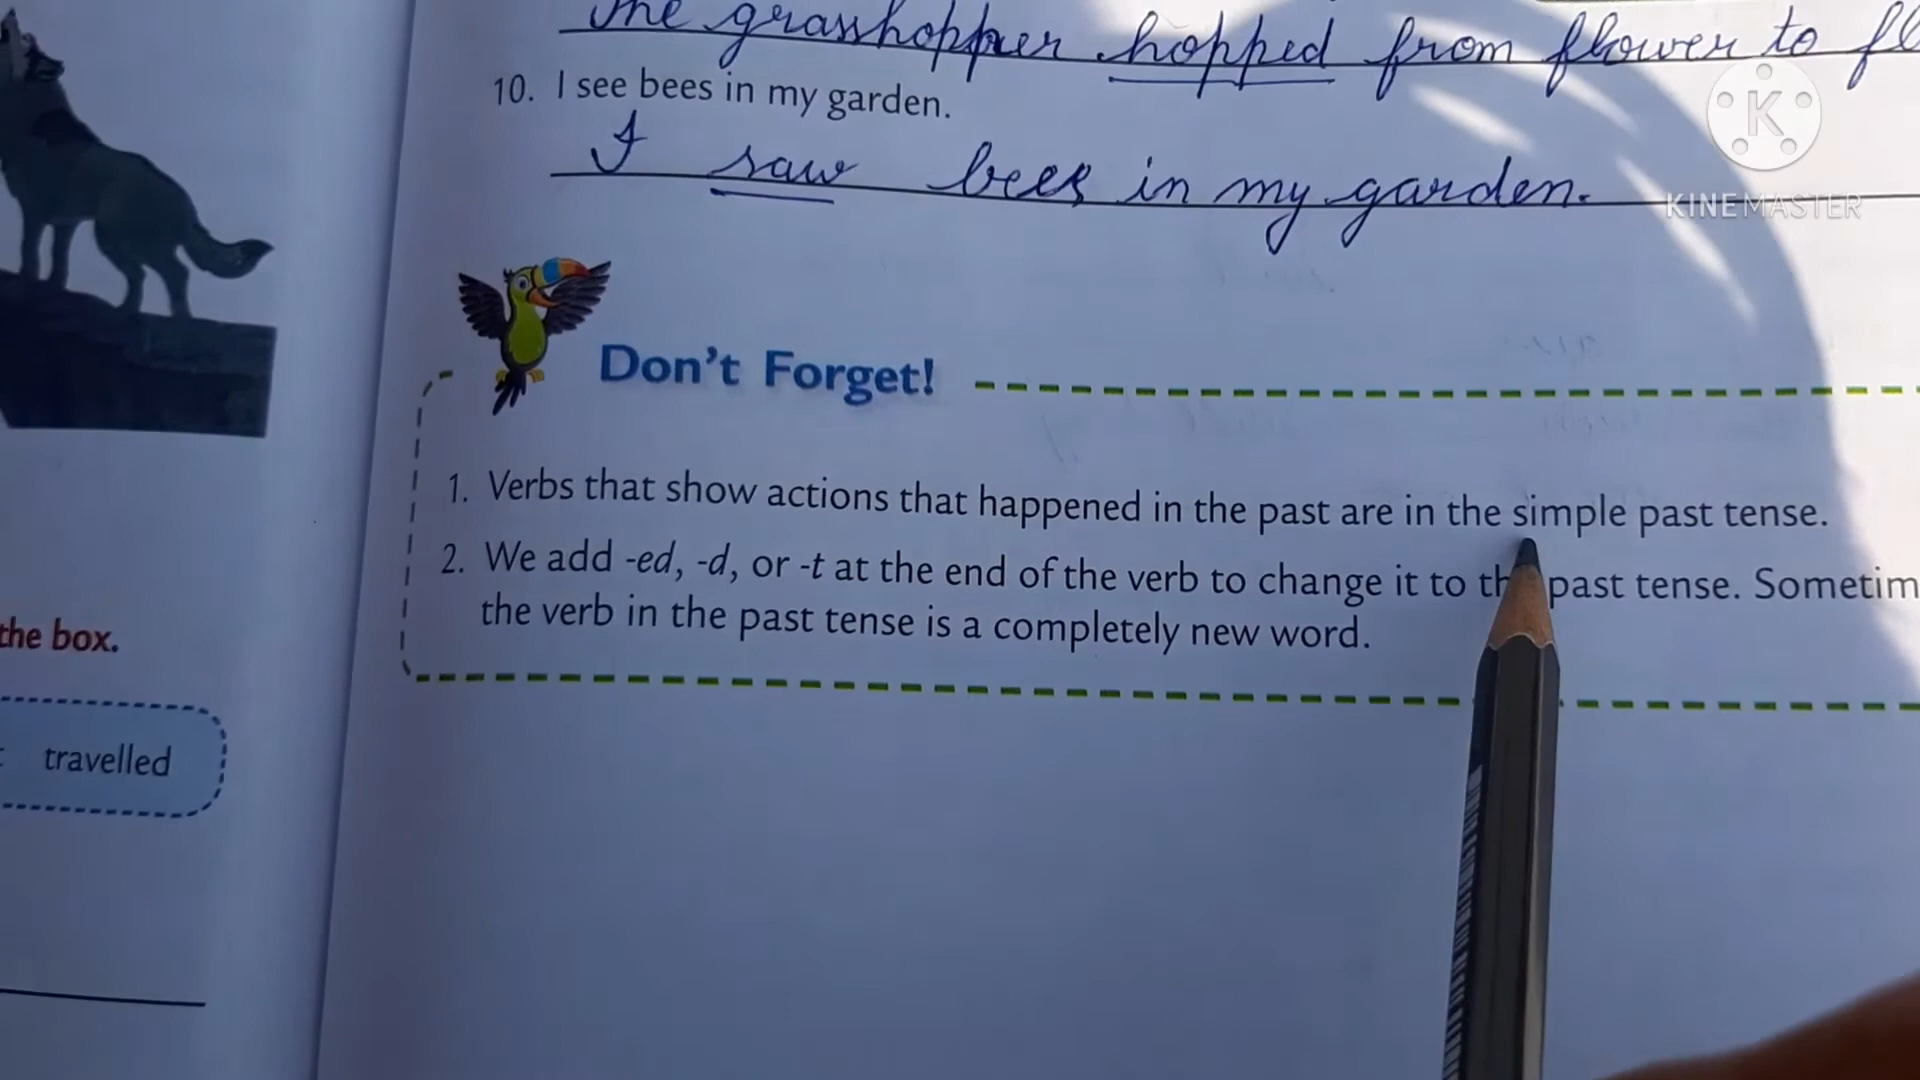 The grasshopper hopped from flower to fl
10. I see bees in my garden.
I saw bees in my garden.
K
KINEMASTER
Don't Forget!
1. Verbs that show actions that happened in the past are in the simple past tense.
2. We add -ed, -d, or -t at the end of the verb to change it to th past tense. Sometim
the verb in the past tense is a completely new word.
the box.
travelled